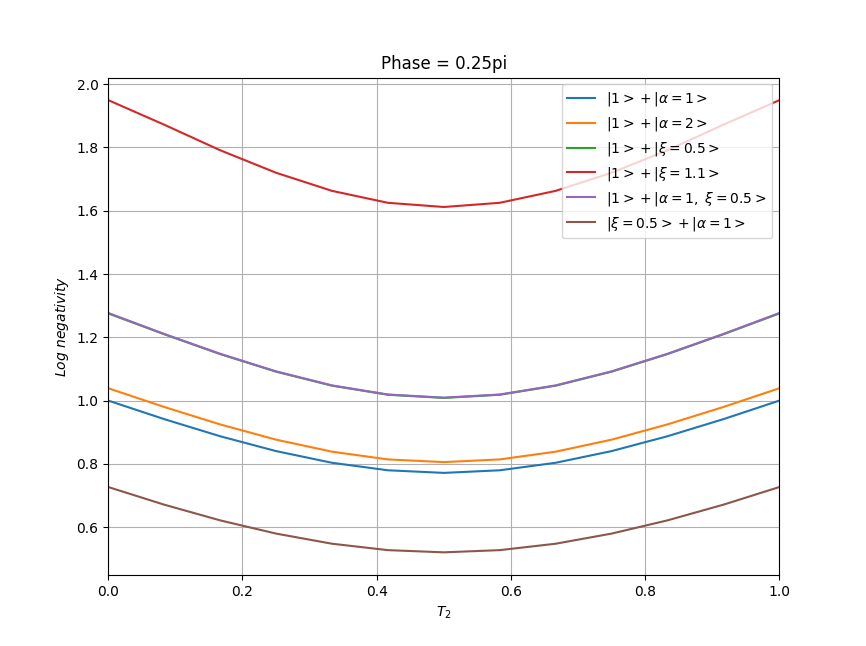 Phase = 0.25pi
2.0
1.8
1.6
1.4
1.2
1.0
0.8
0.6
Log negativity
|1 > +|α = 1 >
|1 > +|α = 2 >
|1 > +|ξ = 0.5 >
|1 > +|ξ = 1.1 >
|1 > +|α = 1, ξ = 0.5 >
|ξ = 0.5 > +|α = 1 >
0.0 0.2 0.4 0.6 0.8 1.0
T₂